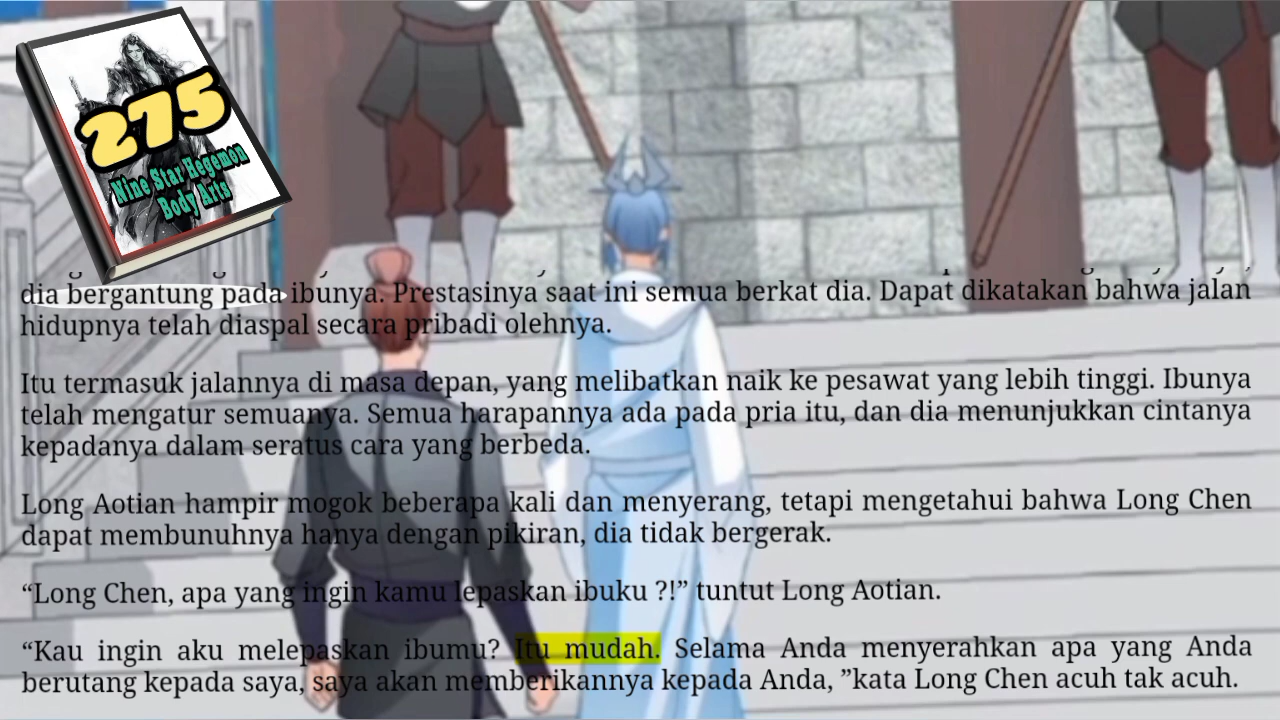 275
Nine Star Hegemon
Body Arts
dia bergantung pada ibunya. Prestasinya saat ini semua berkat dia. Dapat dikatakan bahwa jalan
hidupnya telah diaspal secara pribadi olehnya.
Itu termasuk jalannya di masa depan, yang melibatkan naik ke pesawat yang lebih tinggi. Ibunya
telah mengatur semuanya. Semua harapannya ada pada pria itu, dan dia menunjukkan cintanya
kepadanya dalam seratus cara yang berbeda.
Long Aotian hampir mogok beberapa kali dan menyerang, tetapi mengetahui bahwa Long Chen
dapat membunuhnya hanya dengan pikiran, dia tidak bergerak.
“Long Chen, apa yang ingin kamu lepaskan ibuku ?!” tuntut Long Aotian.
“Kau ingin aku melepaskan ibumu? Itu mudah. Selama Anda menyerahkan apa yang Anda
berutang kepada saya, saya akan memberikannya kepada Anda, ”kata Long Chen acuh tak acuh.